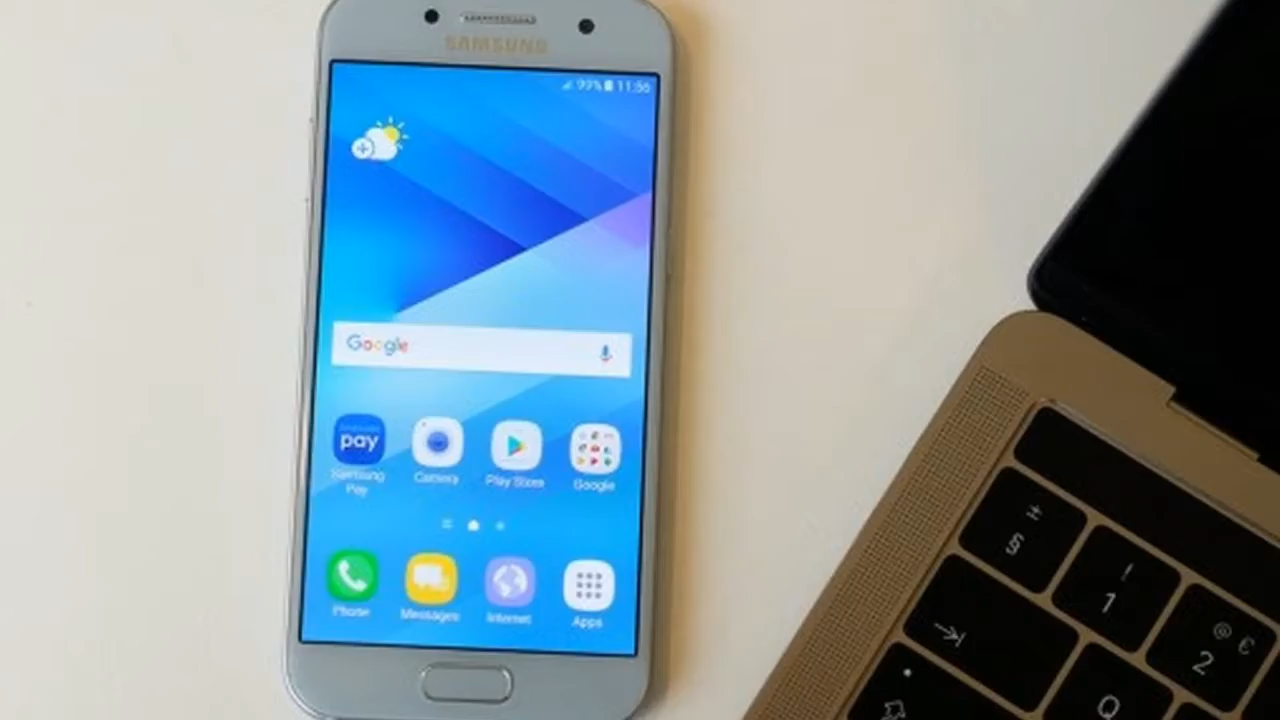 SAMSUNG
99% 11:56
Google
pay
Samsung
Pay
Camera
Play Store
Google
Phone
Messages
Internet
Apps
±
§
!
1
@ €
2
Q